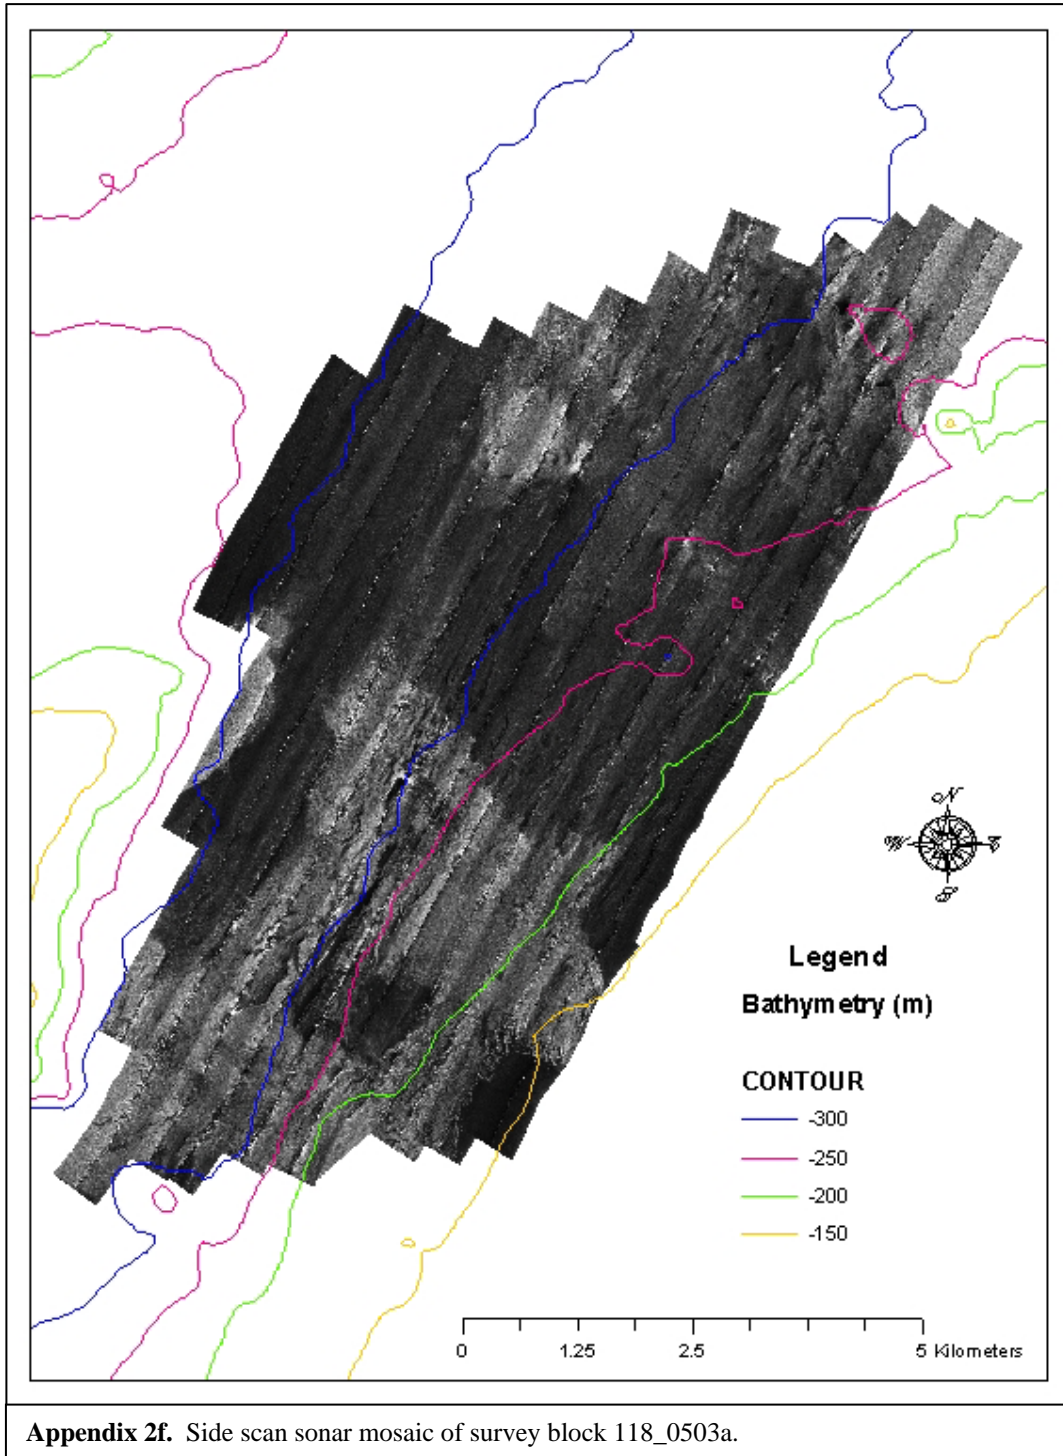 N
W E
S
Legend
Bathymetry (m)
CONTOUR
-300
-250
-200
-150
0 1.25 2.5 5 Kilometers
Appendix 2f. Side scan sonar mosaic of survey block 118_0503a.